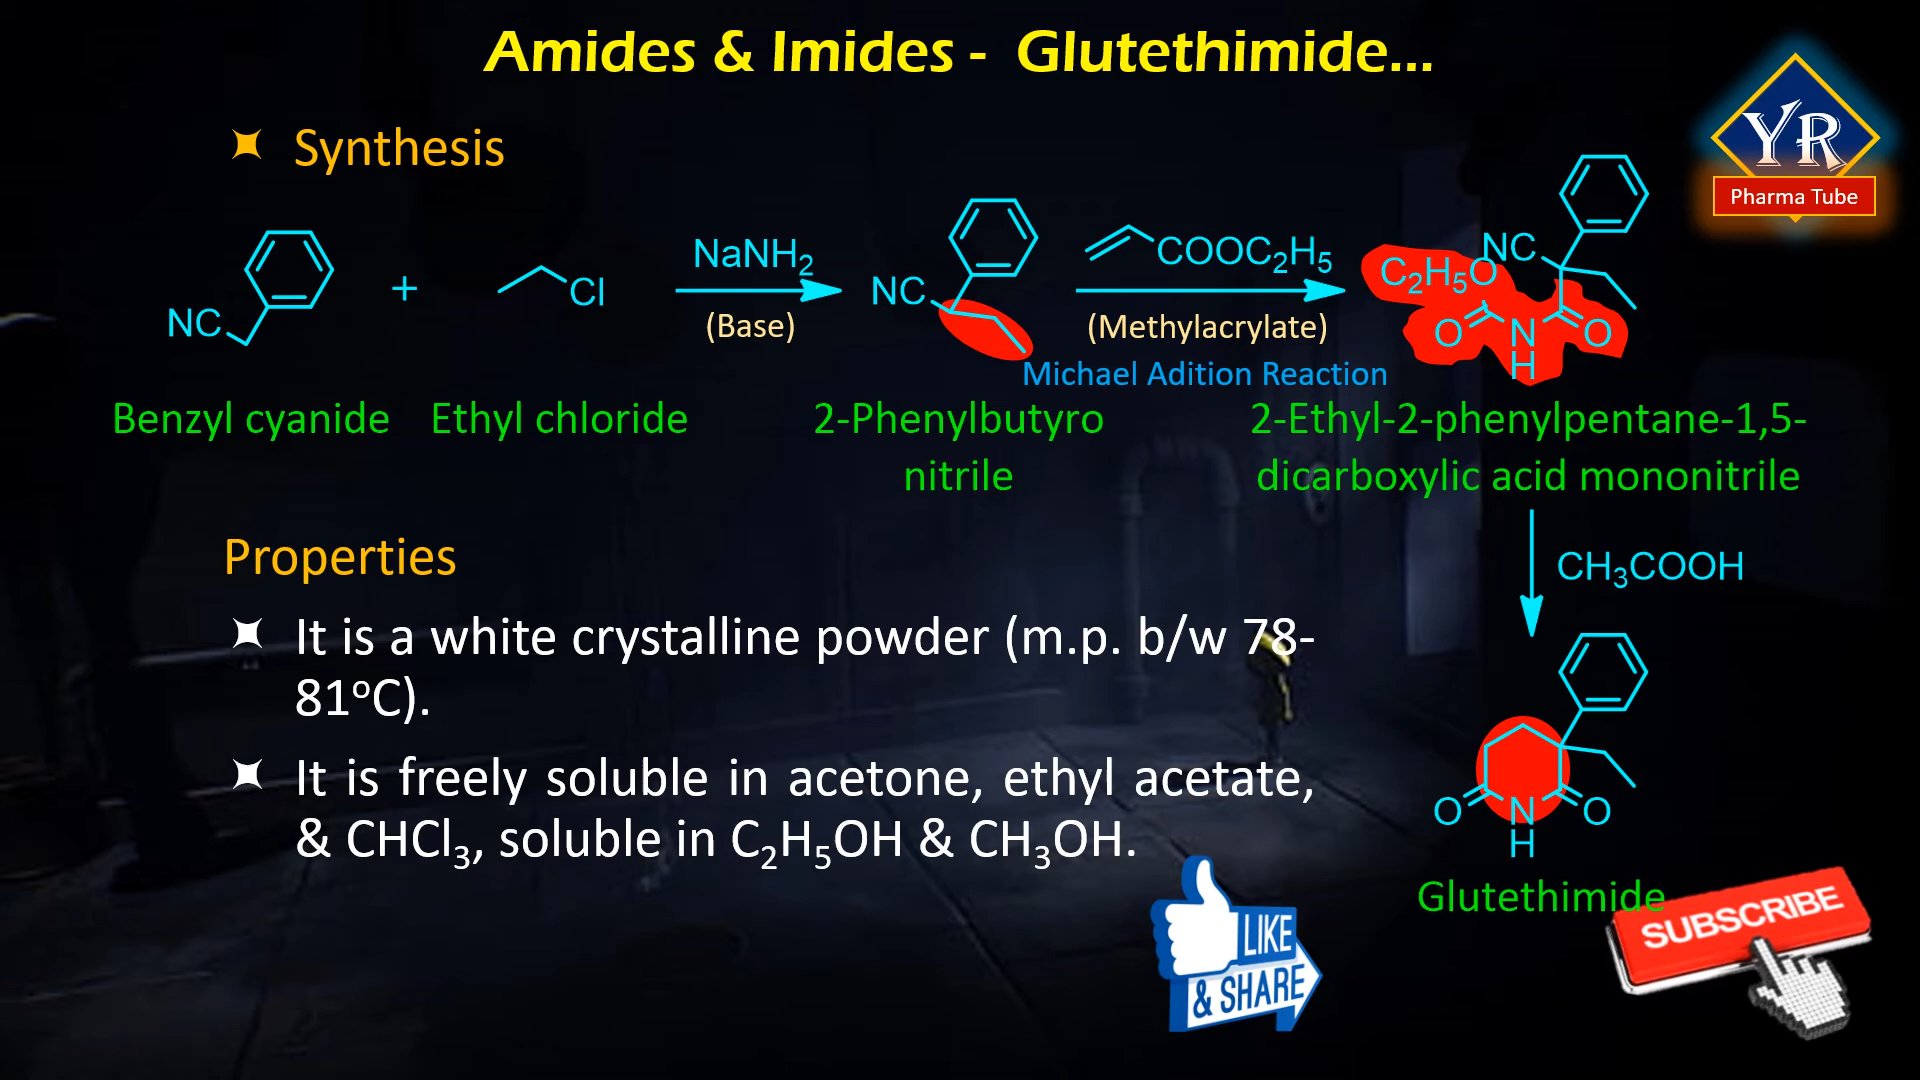 Amides & Imides - Glutethimide...
YR
Pharma Tube
Synthesis
NC
+
Cl
NaNH2
(Base)
NC
COOC2H5
(Methylacrylate)
Michael Adition Reaction
NC
C2H5O
O
N
H
O
Benzyl cyanide
Ethyl chloride
2-Phenylbutyro
nitrile
2-Ethyl-2-phenylpentane-1,5-
dicarboxylic acid mononitrile
CH3COOH
Properties
It is a white crystalline powder (m.p. b/w 78-
81oC).
It is freely soluble in acetone, ethyl acetate,
& CHCl3, soluble in C2H5OH & CH3OH.
O
N
H
O
Glutethimide
LIKE
& SHARE
SUBSCRIBE